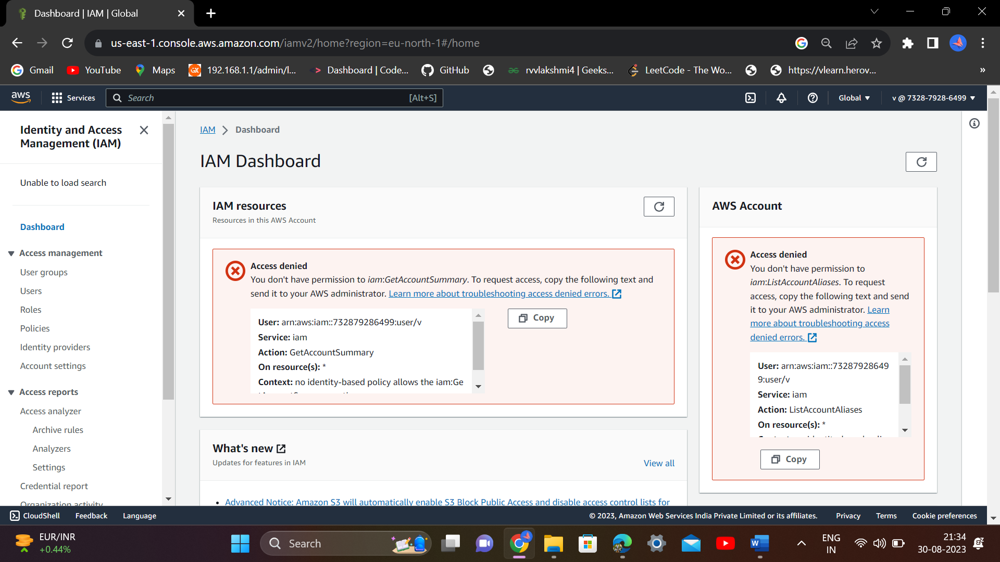 Dashboard | IAM | Global
us-east-1.console.aws.amazon.com/iamv2/home?region=eu-north-1#/home
Gmail YouTube Maps 192.168.1.1/admin/l... Dashboard | Code... GitHub rvvlakshmi4 | Geeks... LeetCode - The Wo... https://vlearn.herov... »
aws Services Search [Alt+S] Global v @ 7328-7928-6499
Identity and Access
Management (IAM)
Unable to load search
Dashboard
Access management
User groups
Users
Roles
Policies
Identity providers
Account settings
Access reports
Access analyzer
Archive rules
Analyzers
Settings
Credential report
Organization activity
IAM > Dashboard
IAM Dashboard
IAM resources
Resources in this AWS Account
Access denied
You don't have permission to iam:GetAccountSummary. To request access, copy the following text and
send it to your AWS administrator. Learn more about troubleshooting access denied errors.
User: arn:aws:iam::732879286499:user/v
Service: iam
Action: GetAccountSummary
On resource(s): *
Context: no identity-based policy allows the iam:Ge
Copy
What's new
Updates for features in IAM
View all
• Advanced Notice: Amazon S3 will automatically enable S3 Block Public Access and disable access control lists for
AWS Account
Access denied
You don't have permission to
iam:ListAccountAliases. To request
access, copy the following text and send
it to your AWS administrator. Learn
more about troubleshooting access
denied errors.
User: arn:aws:iam::73287928649
9:user/v
Service: iam
Action: ListAccountAliases
On resource(s): *
Copy
CloudShell Feedback Language © 2023, Amazon Web Services India Private Limited or its affiliates. Privacy Terms Cookie preferences
EUR/INR
+0.44%
Search
ENG
IN
21:34
30-08-2023